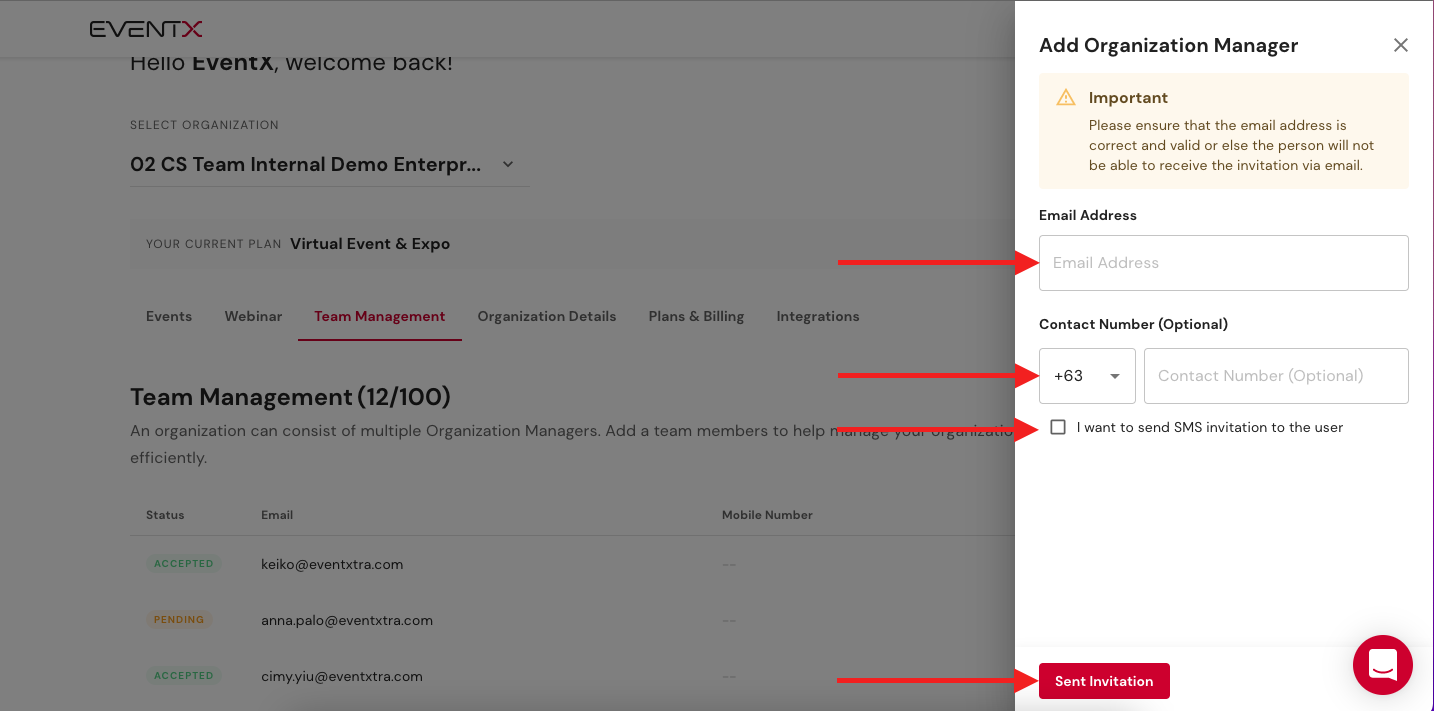 EVENTX
Hello EventX, welcome back!
SELECT ORGANIZATION
02 CS Team Internal Demo Enterpr...
YOUR CURRENT PLAN Virtual Event & Expo
Events Webinar Team Management Organization Details Plans & Billing Integrations
Team Management (12/100)
An organization can consist of multiple Organization Managers. Add a team members to help manage your organizatio
efficiently.
Status Email Mobile Number
ACCEPTED keiko@eventxtra.com --
PENDING anna.palo@eventxtra.com --
ACCEPTED cimy.yiu@eventxtra.com --
Add Organization Manager
Important
Please ensure that the email address is
correct and valid or else the person will not
be able to receive the invitation via email.
Email Address
Email Address
Contact Number (Optional)
+63 Contact Number (Optional)
I want to send SMS invitation to the user
Sent Invitation